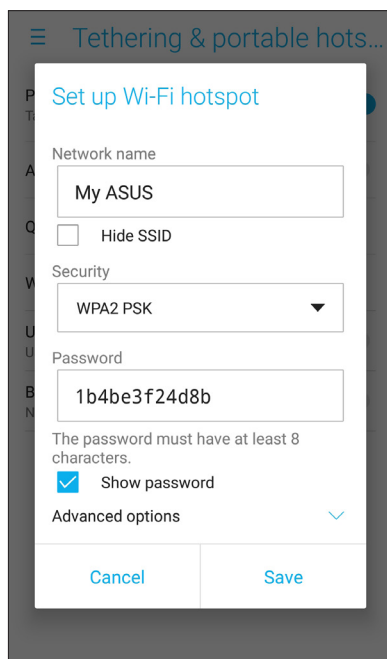 Tethering & portable hots...
Set up Wi-Fi hotspot
Network name
My ASUS
Hide SSID
Security
WPA2 PSK
Password
1b4be3f24d8b
The password must have at least 8
characters.
Show password
Advanced options
Cancel
Save